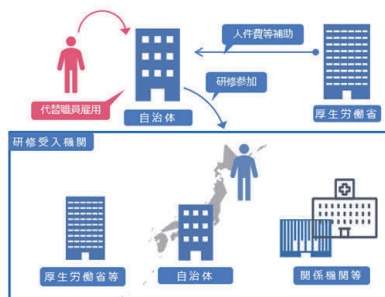 人件費等補助
研修参加
代替職員雇用
自治体
厚生労働省
研修受入機関
厚生労働省等
自治体
関係機関等